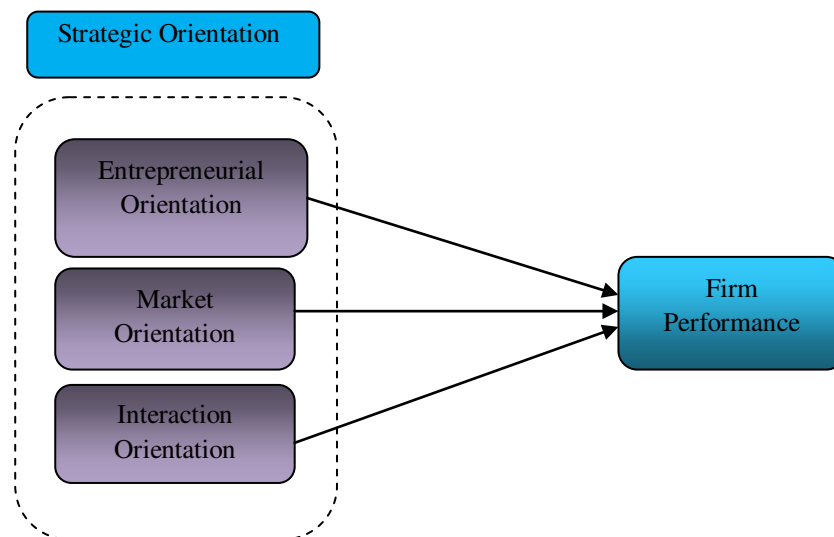 Strategic Orientation
Entrepreneurial
Orientation
Market
Orientation
Interaction
Orientation
Firm
Performance